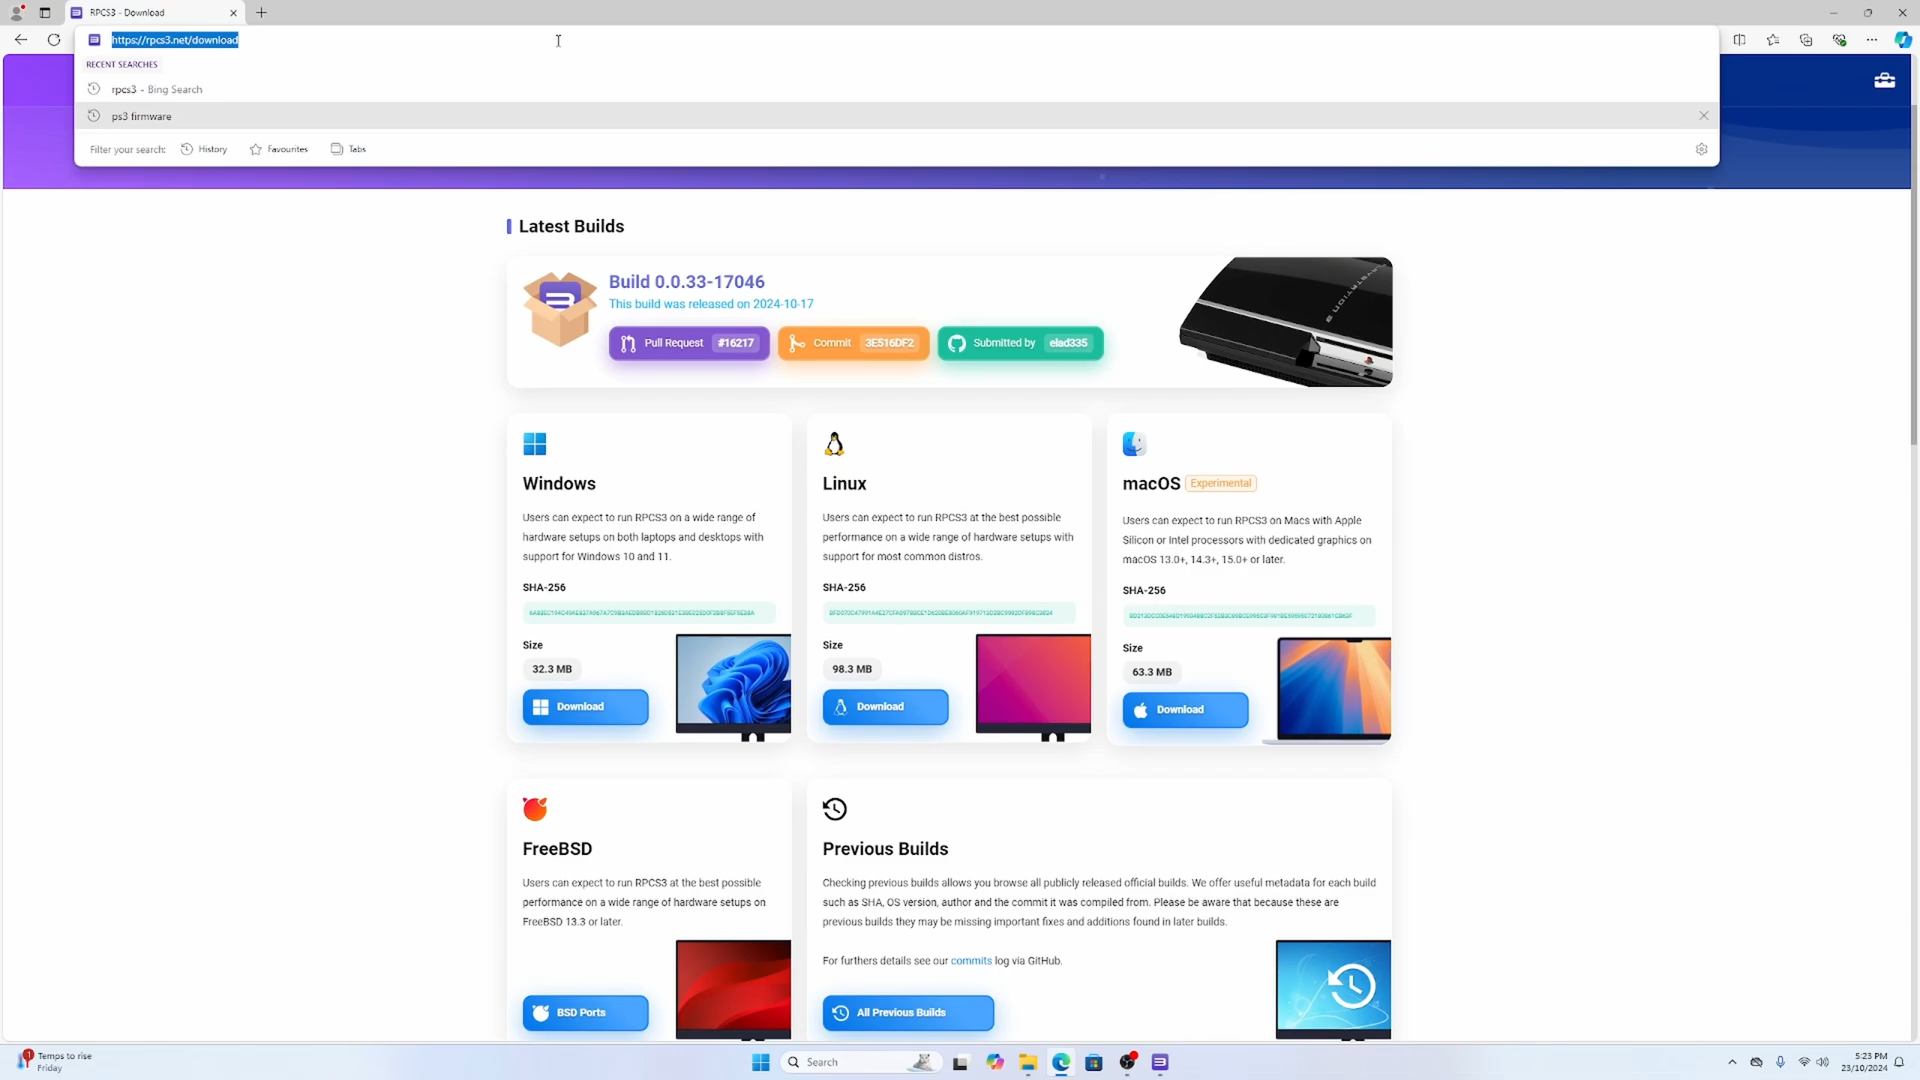 RPCS3 - Download
https://rpcs3.net/download
RECENT SEARCHES
rpcs3 - Bing Search
ps3 firmware
Filter your search: History Favourites Tabs
Latest Builds
Build 0.0.33-17046
This build was released on 2024-10-17
Pull Request #16217 Commit 3E516DF2 Submitted by elad335
PLAYSTATION 3
Windows
Users can expect to run RPCS3 on a wide range of
hardware setups on both laptops and desktops with
support for Windows 10 and 11.
SHA-256
Size
32.3 MB
Download
Linux
Users can expect to run RPCS3 at the best possible
performance on a wide range of hardware setups with
support for most common distros.
SHA-256
Size
98.3 MB
Download
macOS Experimental
Users can expect to run RPCS3 on Macs with Apple
Silicon or Intel processors with dedicated graphics on
macOS 13.0+, 14.3+, 15.0+ or later.
SHA-256
Size
63.3 MB
Download
FreeBSD
Users can expect to run RPCS3 at the best possible
performance on a wide range of hardware setups on
FreeBSD 13.3 or later.
BSD Ports
Previous Builds
Checking previous builds allows you browse all publicly released official builds. We offer useful metadata for each build
such as SHA, OS version, author and the commit it was compiled from. Please be aware that because these are
previous builds they may be missing important fixes and additions found in later builds.
For furthers details see our commits log via GitHub.
All Previous Builds
1
Temps to rise
Friday
Search
5:23 PM
23/10/2024